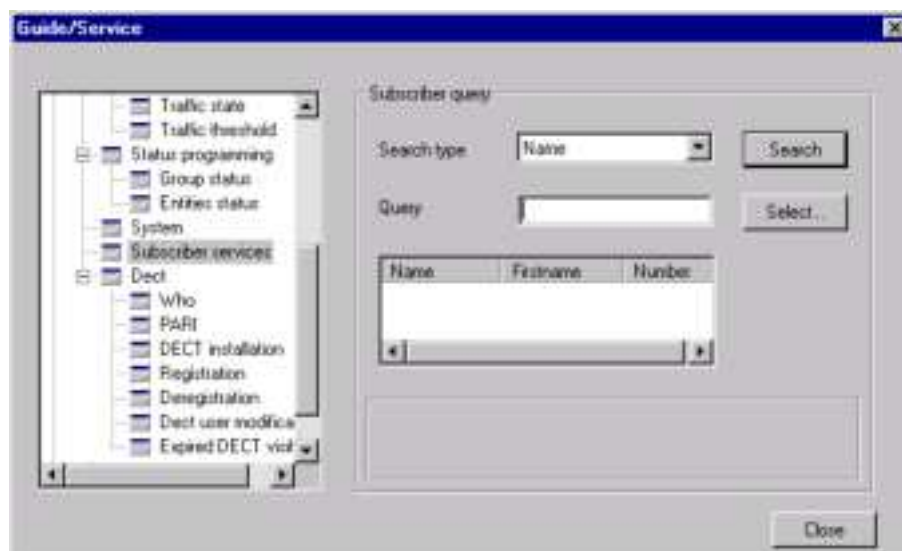 Guide/Service
Traffic state
Traffic threshold
Status programming
Group status
Entities status
System
Subscriber services
Dect
Who
PARI
DECT installation
Registration
Deregistration
Dect user modifica
Expired DECT visit
Subscriber query
Search type
Name
Search
Query
Select...
Name Firstname Number
Close